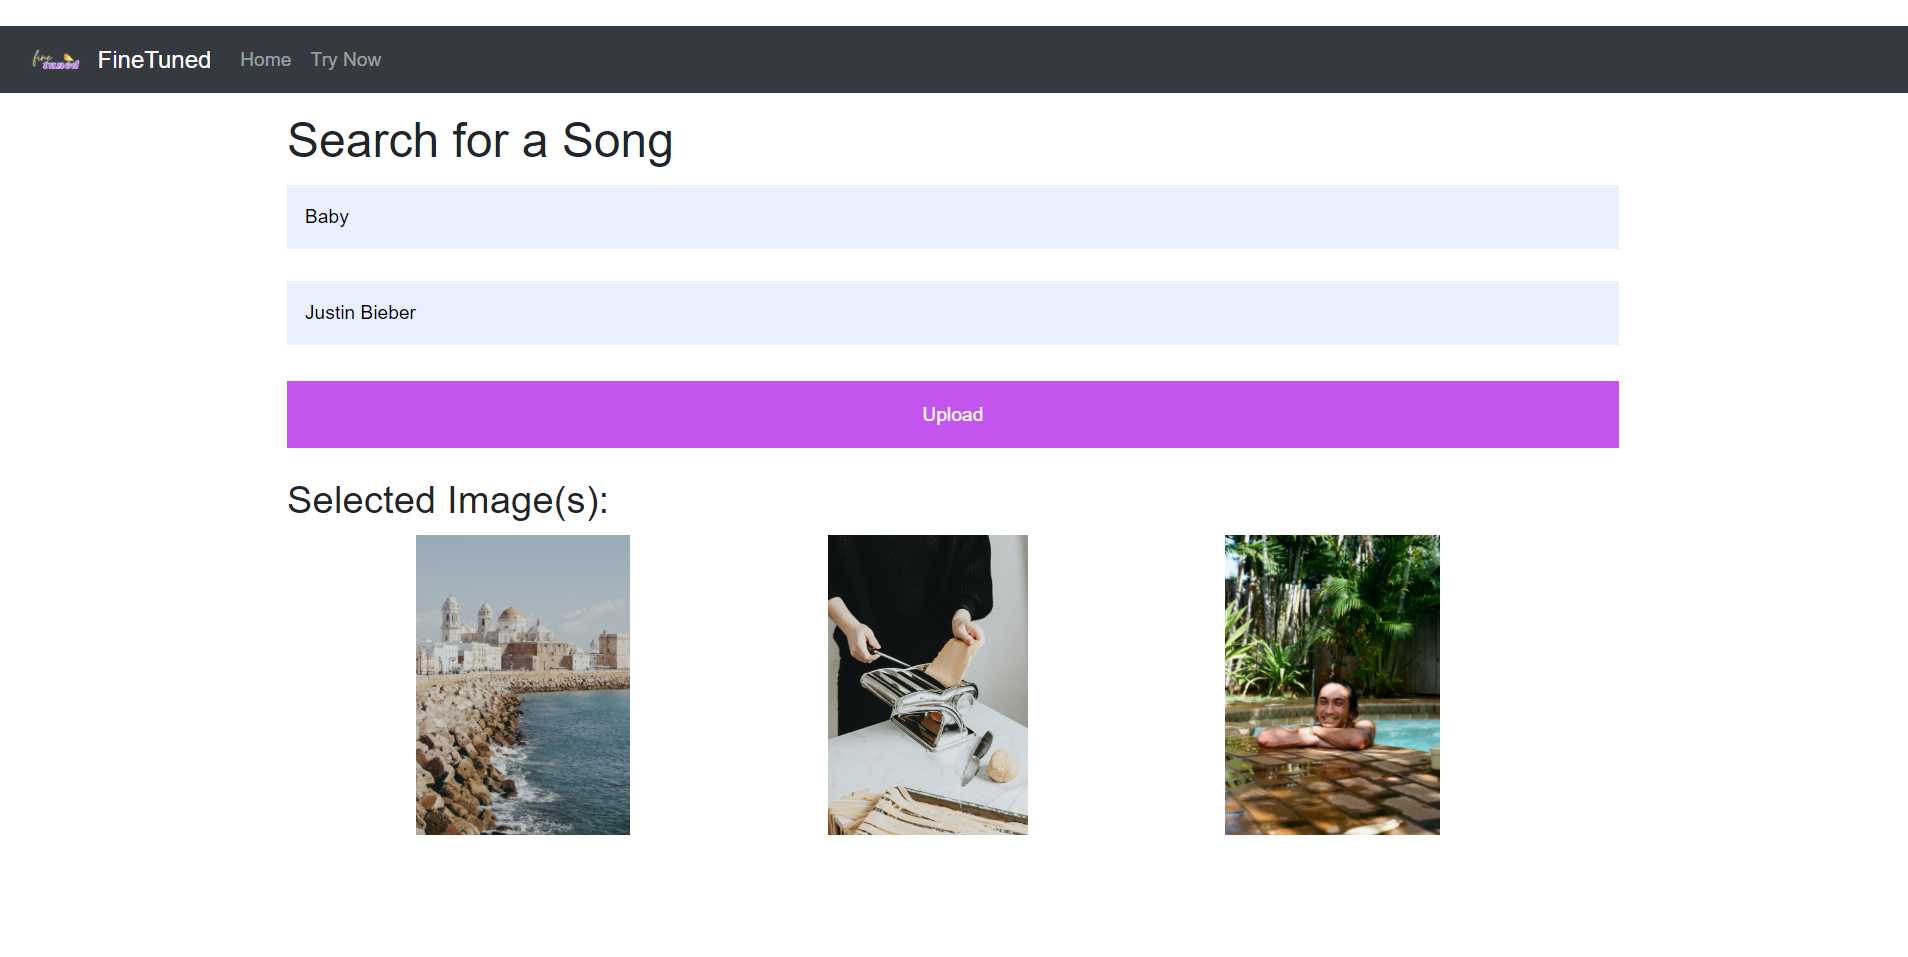 fine tuned FineTuned Home Try Now
Search for a Song
Baby
Justin Bieber
Upload
Selected Image(s):